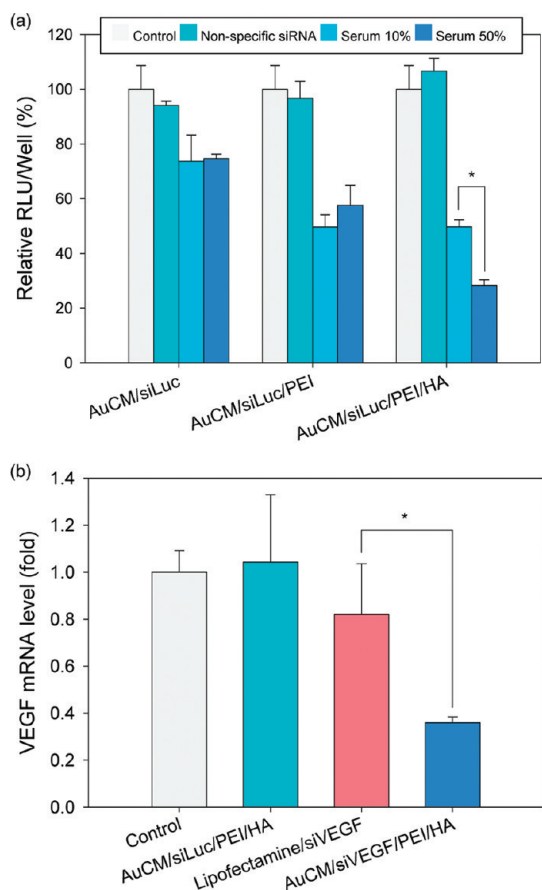 (a)
Control Non-specific siRNA Serum 10% Serum 50%
120
100
80
60
40
20
0
Relative RLU/Well (%)
*
AuCM/siLuc
AuCM/siLuc/PEI
AuCM/siLuc/PEI/HA
(b)
1.4
1.2
1.0
0.8
0.6
0.4
0.2
0.0
VEGF mRNA level (fold)
*
Control
AuCM/siLuc/PEI/HA
Lipofectamine/siVEGF
AuCM/siVEGF/PEI/HA